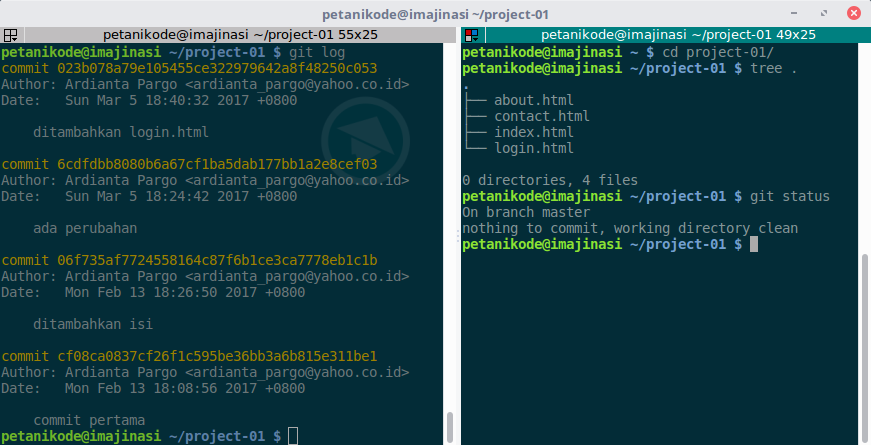 petanikode@imajinasi ~/project-01
petanikode@imajinasi ~/project-01 55x25
petanikode@imajinasi ~/project-01 $ git log
commit 023b078a79e105455ce322979642a8f48250c053
Author: Ardianta Pargo <ardianta_pargo@yahoo.co.id>
Date:   Sun Mar 5 18:40:32 2017 +0800
ditambahkan login.html
commit 6cdfdbb8080b6a67cf1ba5dab177bb1a2e8cef03
Author: Ardianta Pargo <ardianta_pargo@yahoo.co.id>
Date:   Sun Mar 5 18:24:42 2017 +0800
ada perubahan
commit 06f735af7724558164c87f6b1ce3ca7778eb1c1b
Author: Ardianta Pargo <ardianta_pargo@yahoo.co.id>
Date:   Mon Feb 13 18:26:50 2017 +0800
ditambahkan isi
commit cf08ca0837cf26f1c595be36bb3a6b815e311be1
Author: Ardianta Pargo <ardianta_pargo@yahoo.co.id>
Date:   Mon Feb 13 18:08:56 2017 +0800
commit pertama
petanikode@imajinasi ~/project-01 $
petanikode@imajinasi ~/project-01 49x25
petanikode@imajinasi ~ $ cd project-01/
petanikode@imajinasi ~/project-01 $ tree .
.
├── about.html
├── contact.html
├── index.html
└── login.html
0 directories, 4 files
petanikode@imajinasi ~/project-01 $ git status
On branch master
nothing to commit, working directory clean
petanikode@imajinasi ~/project-01 $